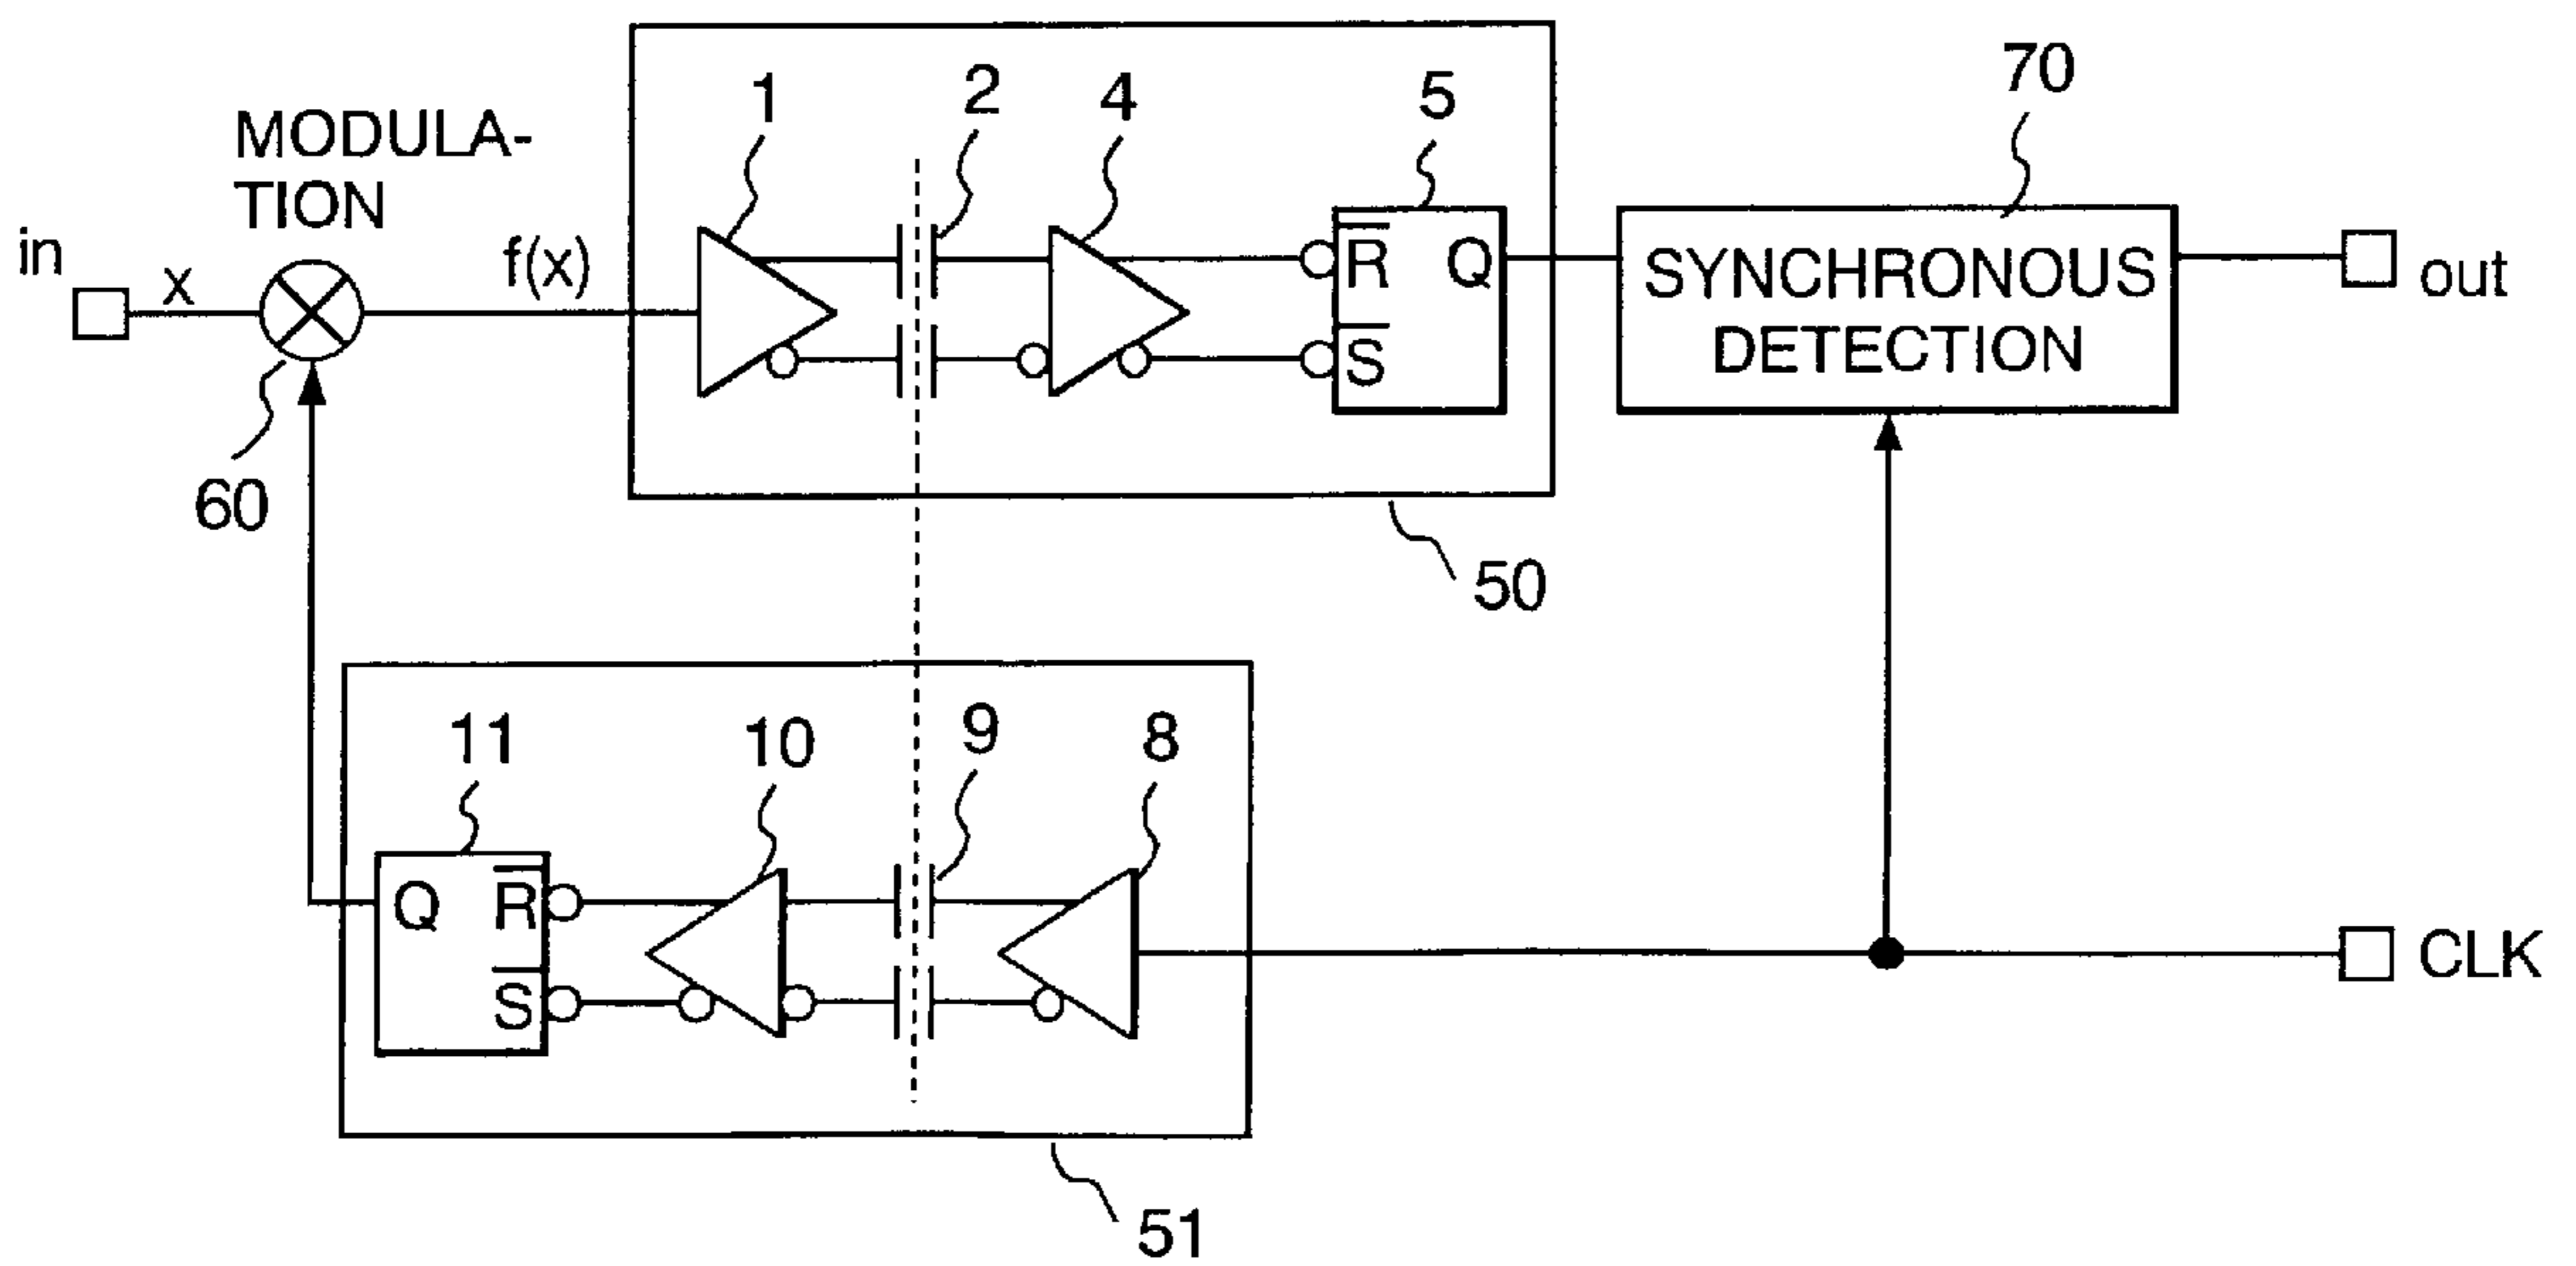 1
2
4
5
70
MODULA-
TION
in
x
f(x)
R̅
Q
S̅
SYNCHRONOUS
DETECTION
out
60
50
11
10
9
8
Q
R̅
S̅
CLK
51